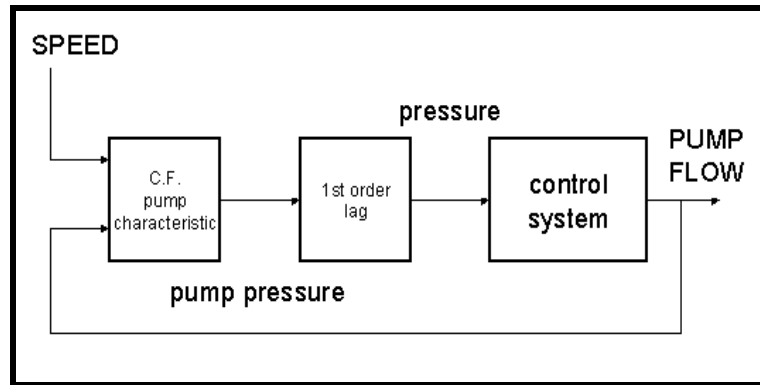 SPEED
pressure
PUMP
FLOW
C.F.
pump
characteristic
1st order
lag
control
system
pump pressure